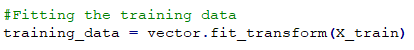 #Fitting the training data
training_data = vector.fit_transform(X_train)